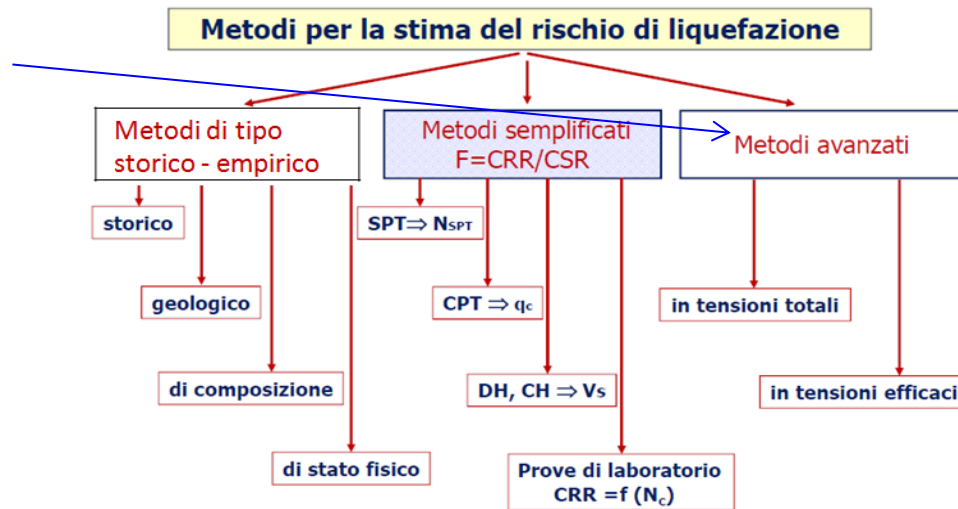 Metodi per la stima del rischio di liquefazione
Metodi di tipo
storico - empirico
Metodi semplificati
F=CRR/CSR
Metodi avanzati
storico
SPT⇒ NSPT
geologico
CPT ⇒ qc
in tensioni totali
di composizione
DH, CH ⇒ VS
in tensioni efficaci
di stato fisico
Prove di laboratorio
CRR =f (Nc)